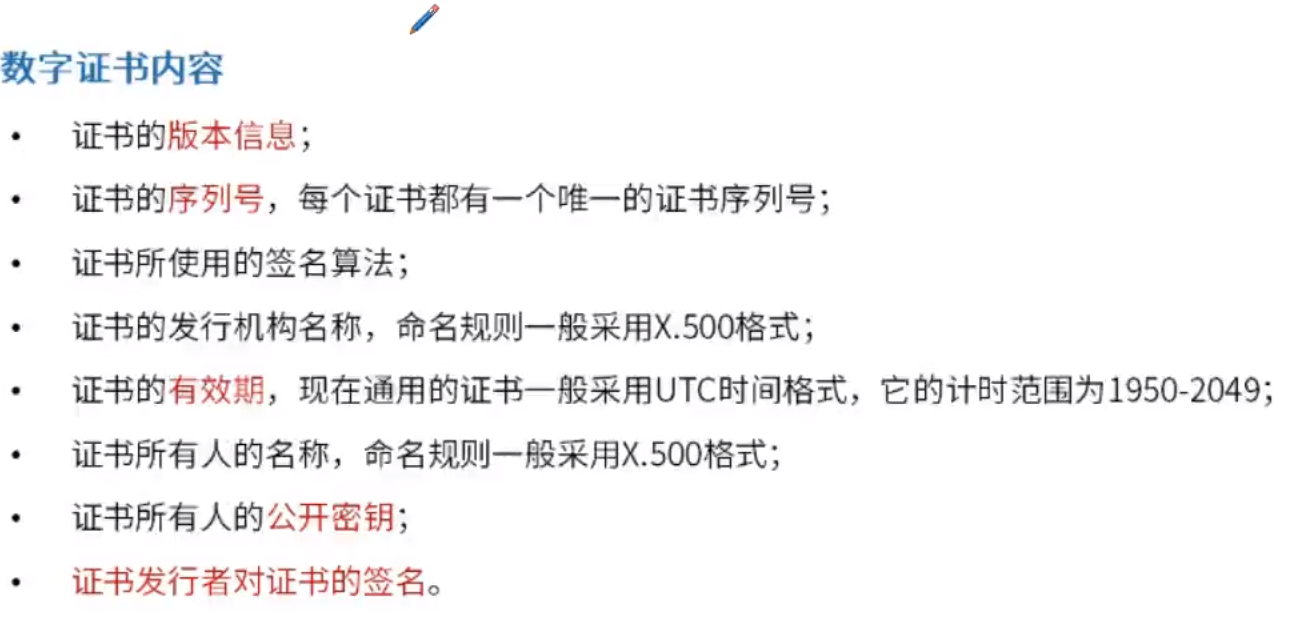 数字证书内容
• 证书的版本信息；
• 证书的序列号，每个证书都有一个唯一的证书序列号；
• 证书所使用的签名算法；
• 证书的发行机构名称，命名规则一般采用X.500格式；
• 证书的有效期，现在通用的证书一般采用UTC时间格式，它的计时范围为1950-2049；
• 证书所有人的名称，命名规则一般采用X.500格式；
• 证书所有人的公开密钥；
• 证书发行者对证书的签名。